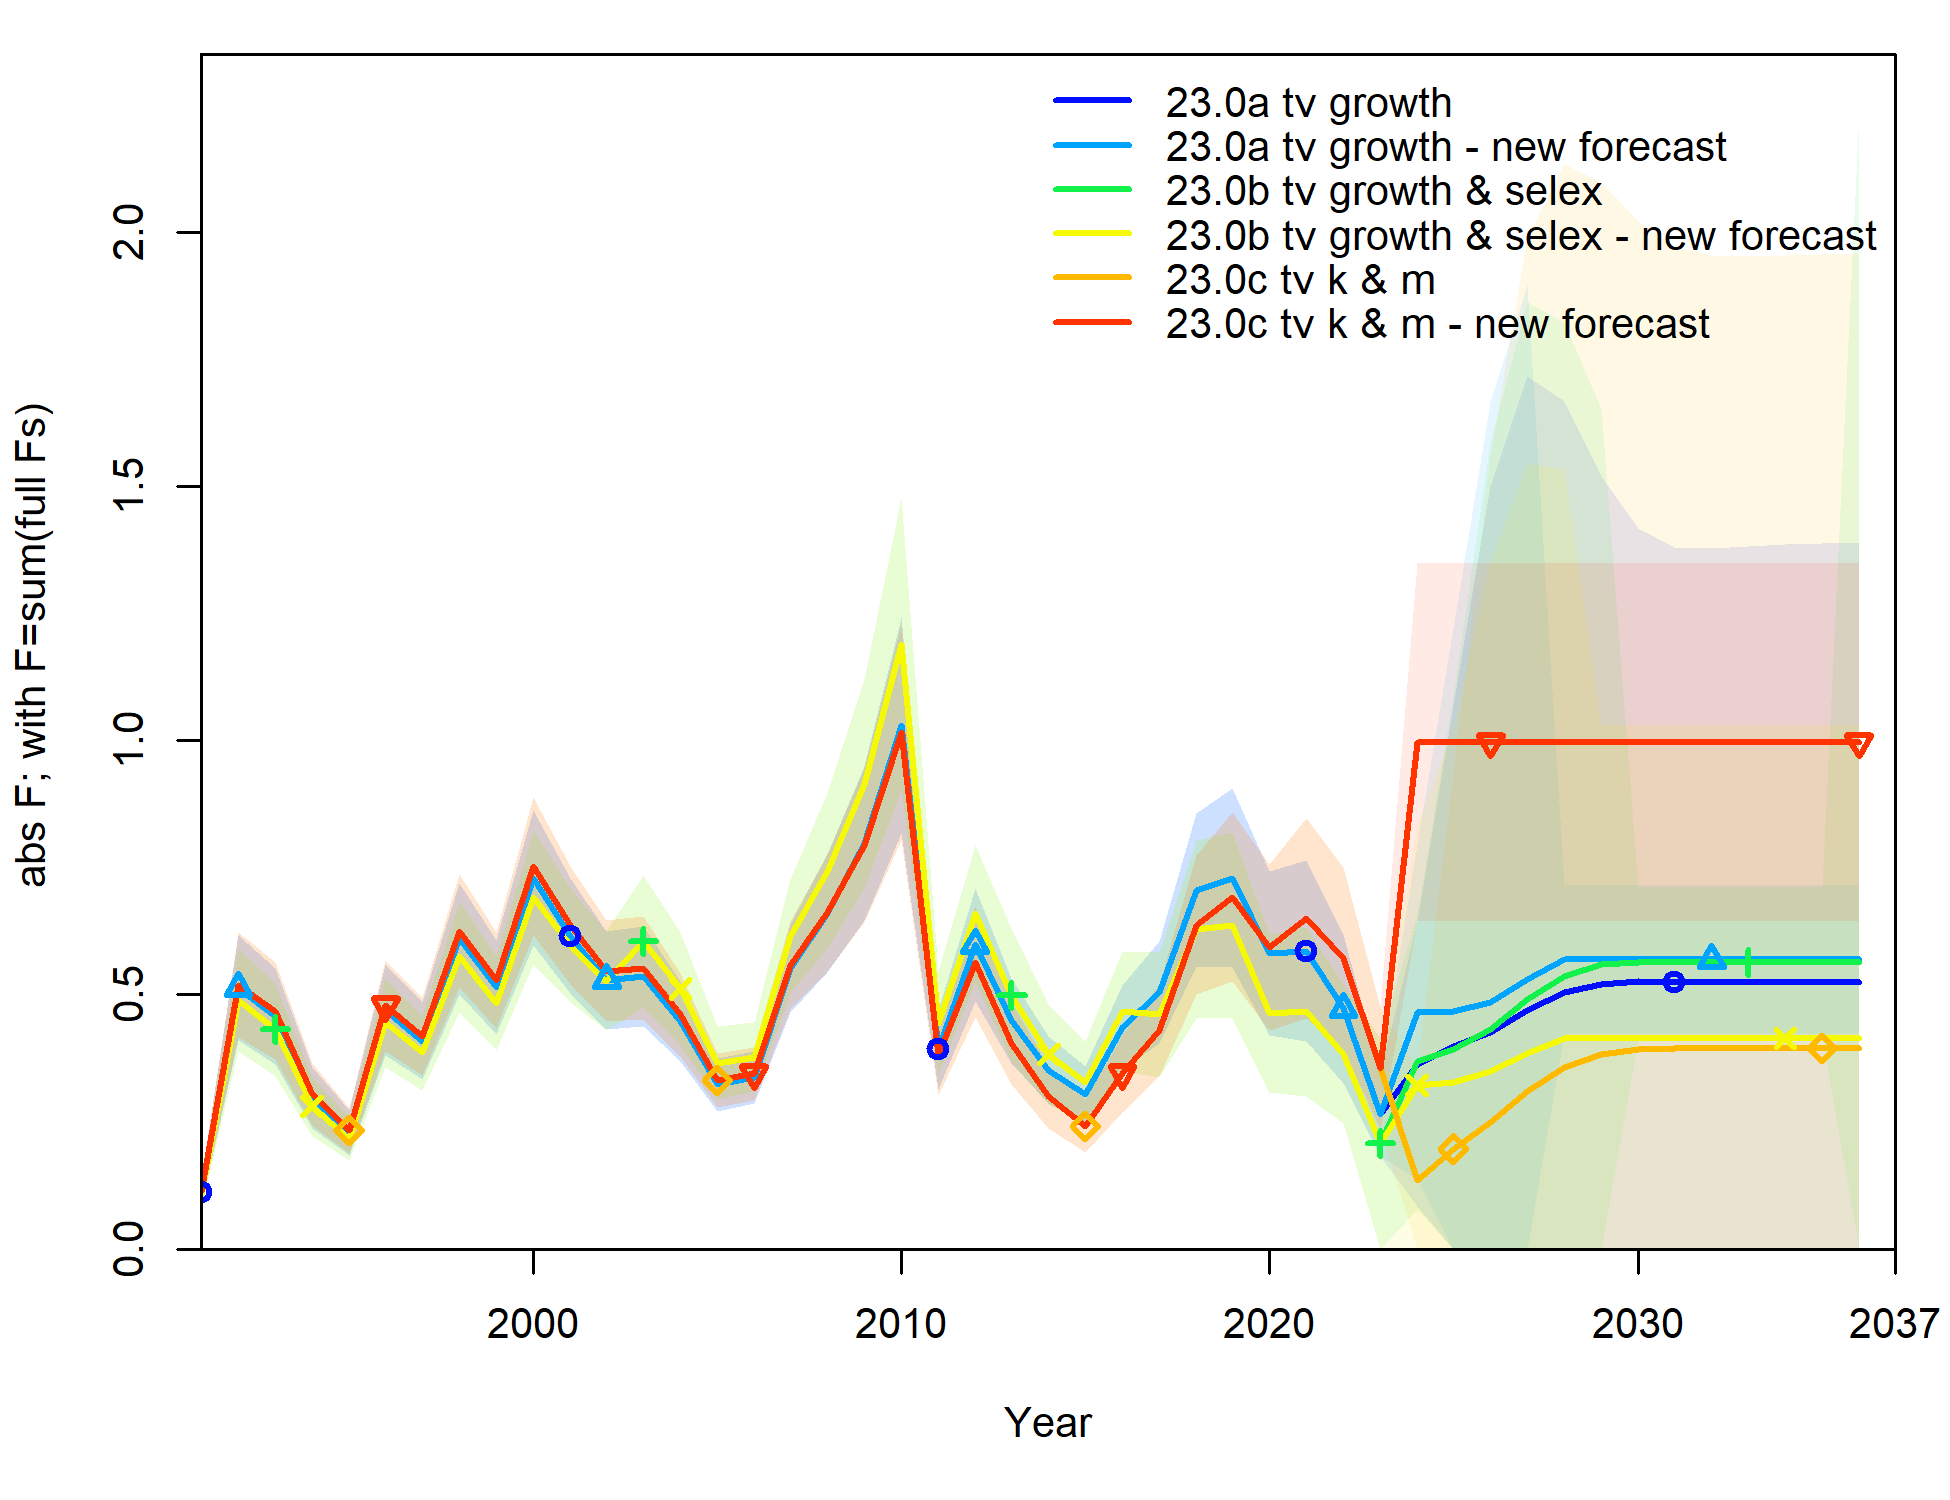 23.0a tv growth
23.0a tv growth - new forecast
23.0b tv growth & selex
23.0b tv growth & selex - new forecast
23.0c tv k & m
23.0c tv k & m - new forecast
abs F; with F=sum(full Fs)
2.0
1.5
1.0
0.5
0.0
2000 2010 2020 2030 2037
Year